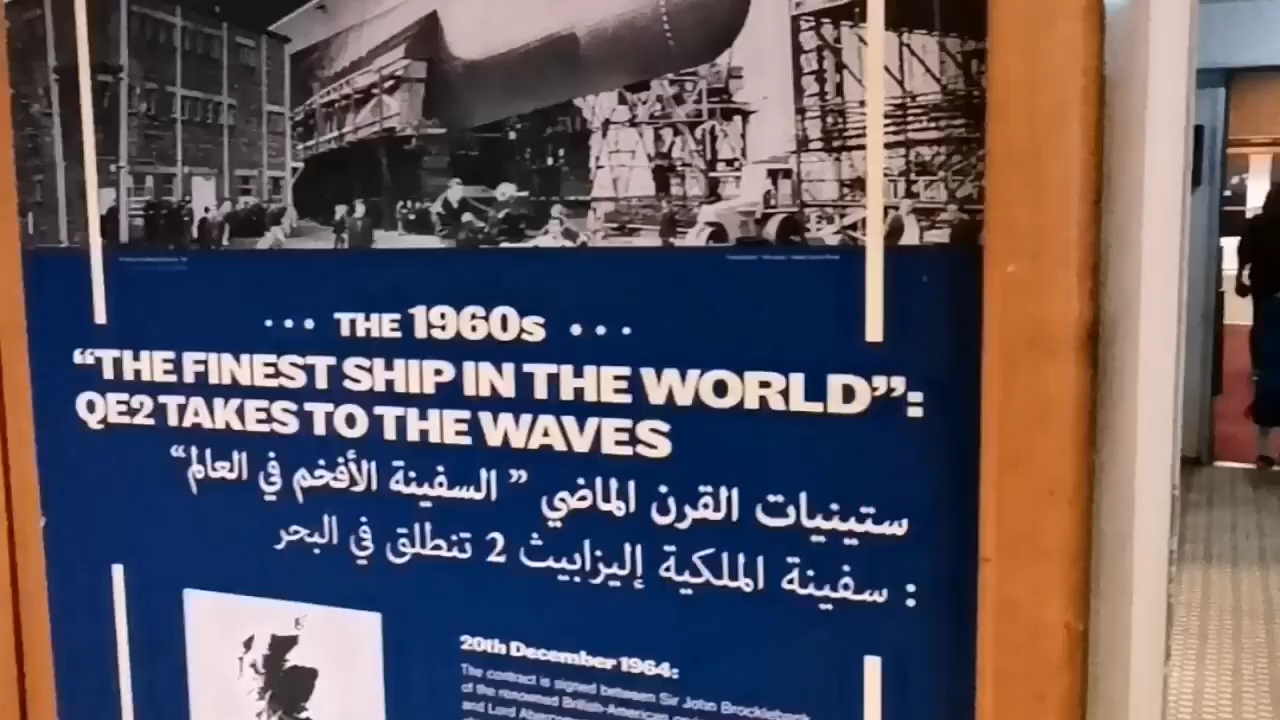 ••• THE 1960s •••
“THE FINEST SHIP IN THE WORLD”:
QE2 TAKES TO THE WAVES
ستينيات القرن الماضي ” السفينة الأفخم في العالم“
: سفينة الملكية إليزابيث 2 تنطلق في البحر
20th December 1964:
The contract is signed between Sir John Brocklebank
of the renowned British-American
and Lord